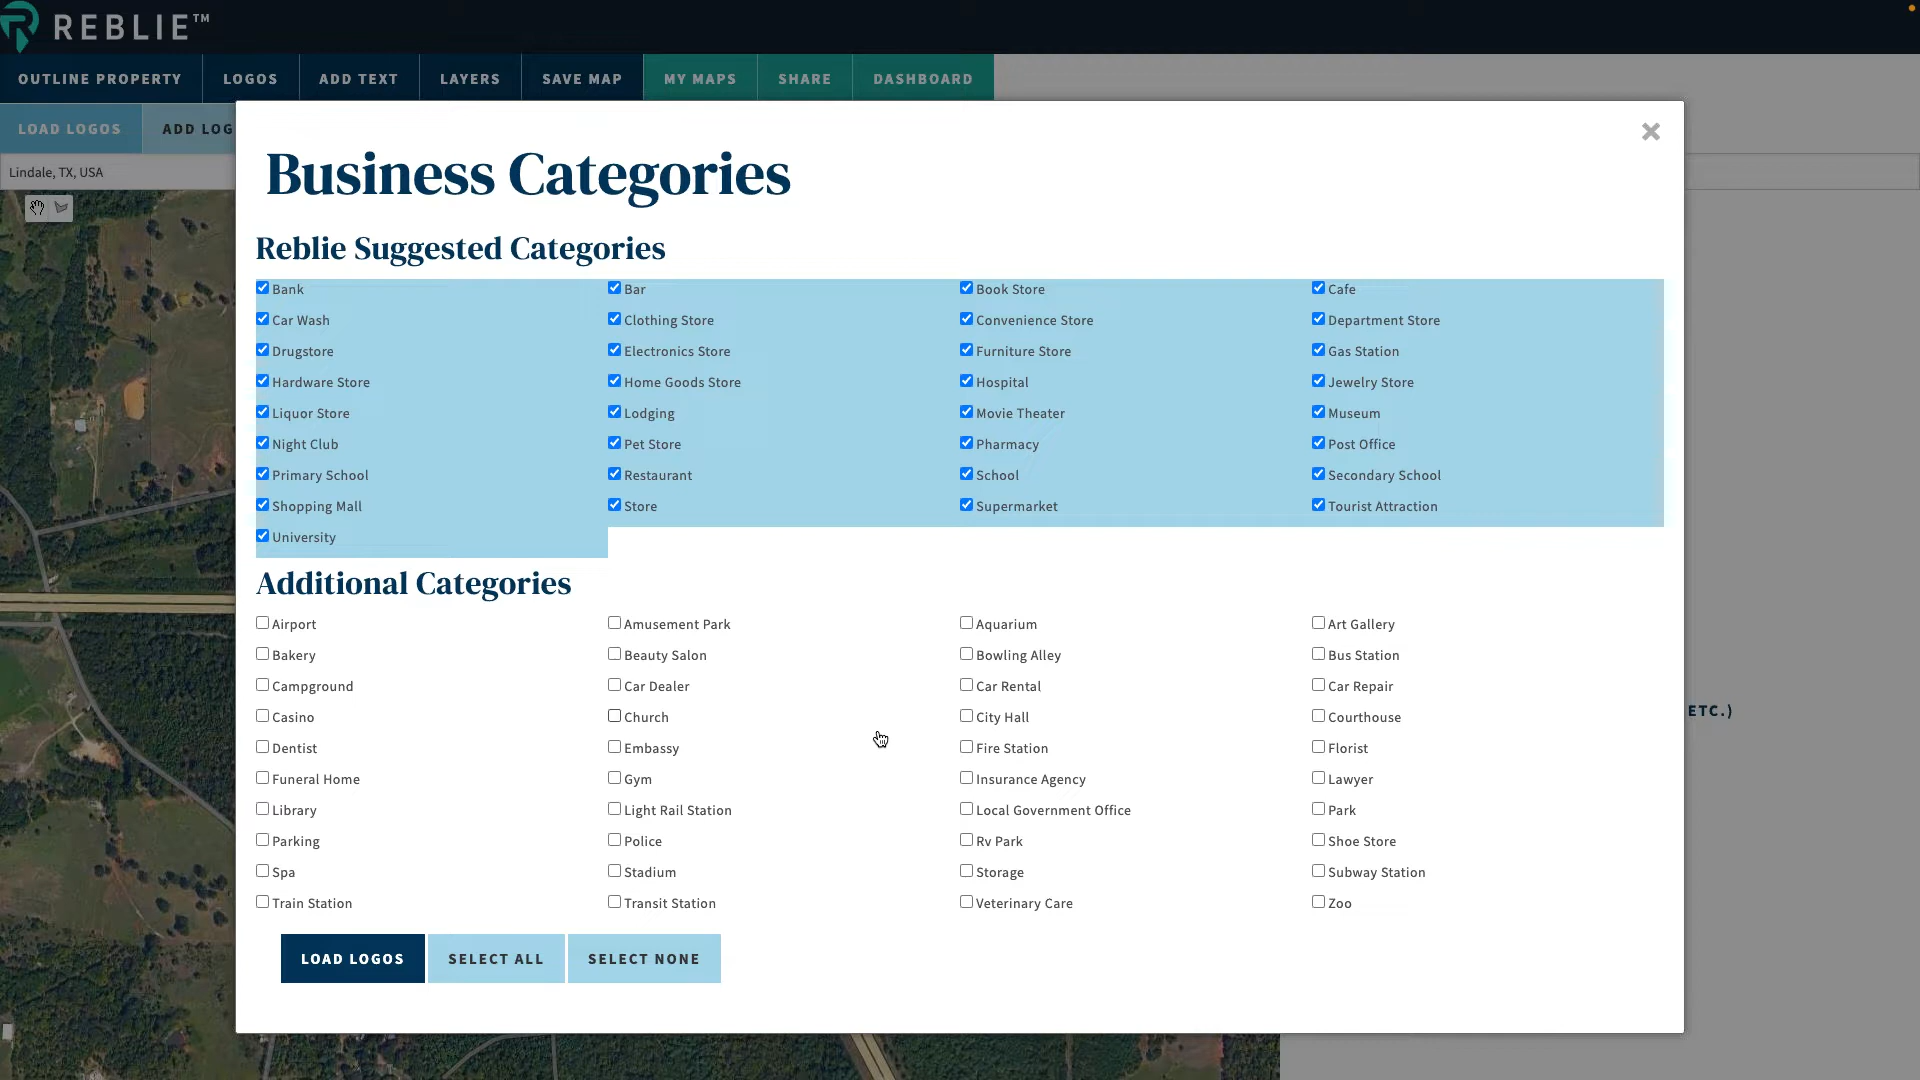 REBLIE™
OUTLINE PROPERTY LOGOS ADD TEXT LAYERS SAVE MAP MY MAPS SHARE DASHBOARD
LOAD LOGOS ADD LOG
Lindale, TX, USA
Business Categories
Reblie Suggested Categories
Bank Bar Book Store Cafe
Car Wash Clothing Store Convenience Store Department Store
Drugstore Electronics Store Furniture Store Gas Station
Hardware Store Home Goods Store Hospital Jewelry Store
Liquor Store Lodging Movie Theater Museum
Night Club Pet Store Pharmacy Post Office
Primary School Restaurant School Secondary School
Shopping Mall Store Supermarket Tourist Attraction
University
Additional Categories
Airport Amusement Park Aquarium Art Gallery
Bakery Beauty Salon Bowling Alley Bus Station
Campground Car Dealer Car Rental Car Repair
Casino Church City Hall Courthouse
ETC.)
Dentist Embassy Fire Station Florist
Funeral Home Gym Insurance Agency Lawyer
Library Light Rail Station Local Government Office Park
Parking Police Rv Park Shoe Store
Spa Stadium Storage Subway Station
Train Station Transit Station Veterinary Care Zoo
LOAD LOGOS SELECT ALL SELECT NONE